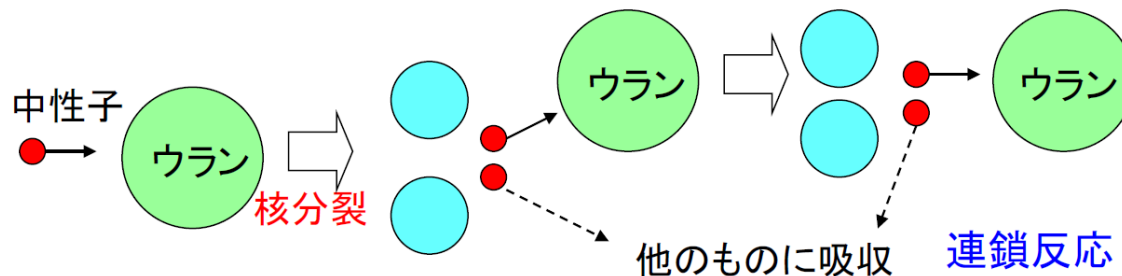 中性子
ウラン
核分裂
ウラン
他のものに吸収
ウラン
連鎖反応